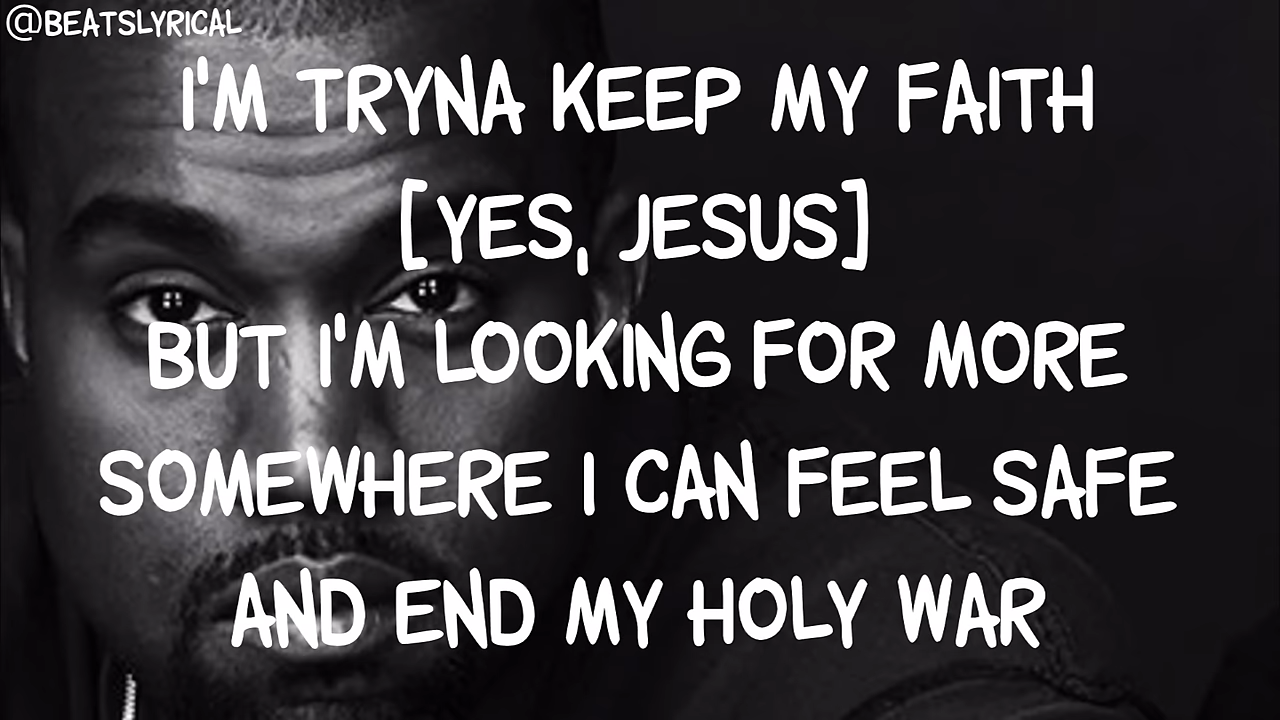 @BEATSLYRICAL
I'M TRYNA KEEP MY FAITH
[YES, JESUS]
BUT I'M LOOKING FOR MORE
SOMEWHERE I CAN FEEL SAFE
AND END MY HOLY WAR